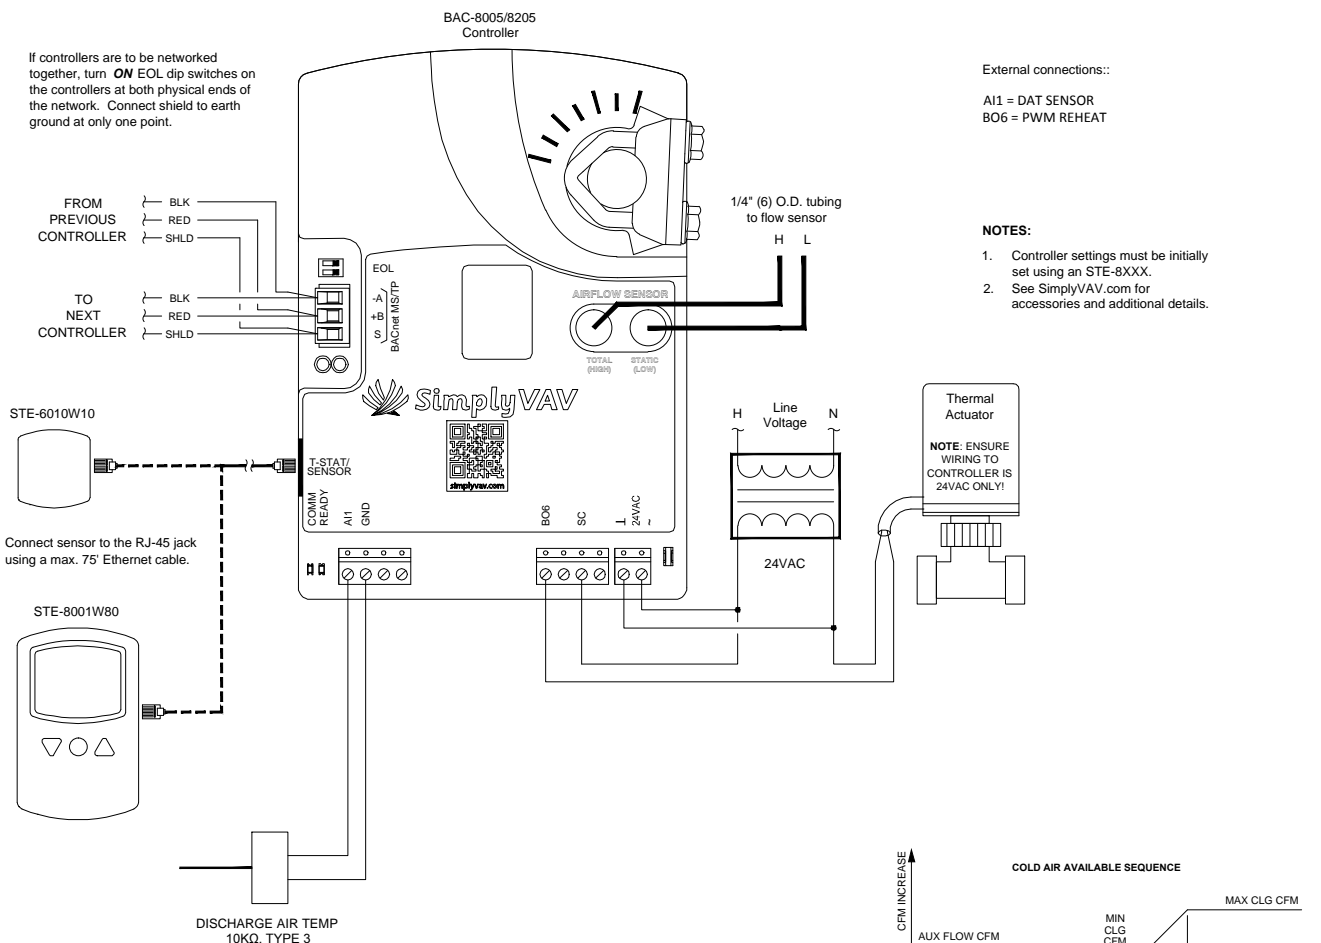 BAC-8005/8205
Controller
If controllers are to be networked
together, turn ON EOL dip switches on
the controllers at both physical ends of
the network. Connect shield to earth
ground at only one point.
External connections::
AI1 = DAT SENSOR
BO6 = PWM REHEAT
FROM
PREVIOUS
CONTROLLER
BLK
RED
SHLD
1/4" (6) O.D. tubing
to flow sensor
H L
NOTES:
1. Controller settings must be initially
set using an STE-8XXX.
2. See SimplyVAV.com for
accessories and additional details.
TO
NEXT
CONTROLLER
BLK
RED
SHLD
EOL
-A
+B
S
BACnet MS/TP
AIRFLOW SENSOR
TOTAL
(HIGH)
STATIC
(LOW)
SimplyVAV
simplyvav.com
STE-6010W10
T-STAT/
SENSOR
COMM
READY
AI1
GND
BO6
SC
24VAC
~
H Line N
Voltage
24VAC
Thermal
Actuator
NOTE: ENSURE
WIRING TO
CONTROLLER IS
24VAC ONLY!
Connect sensor to the RJ-45 jack
using a max. 75' Ethernet cable.
STE-8001W80
DISCHARGE AIR TEMP
10KΩ, TYPE 3
COLD AIR AVAILABLE SEQUENCE
CFM INCREASE
MAX CLG CFM
MIN
CLG
CFM
AUX FLOW CFM